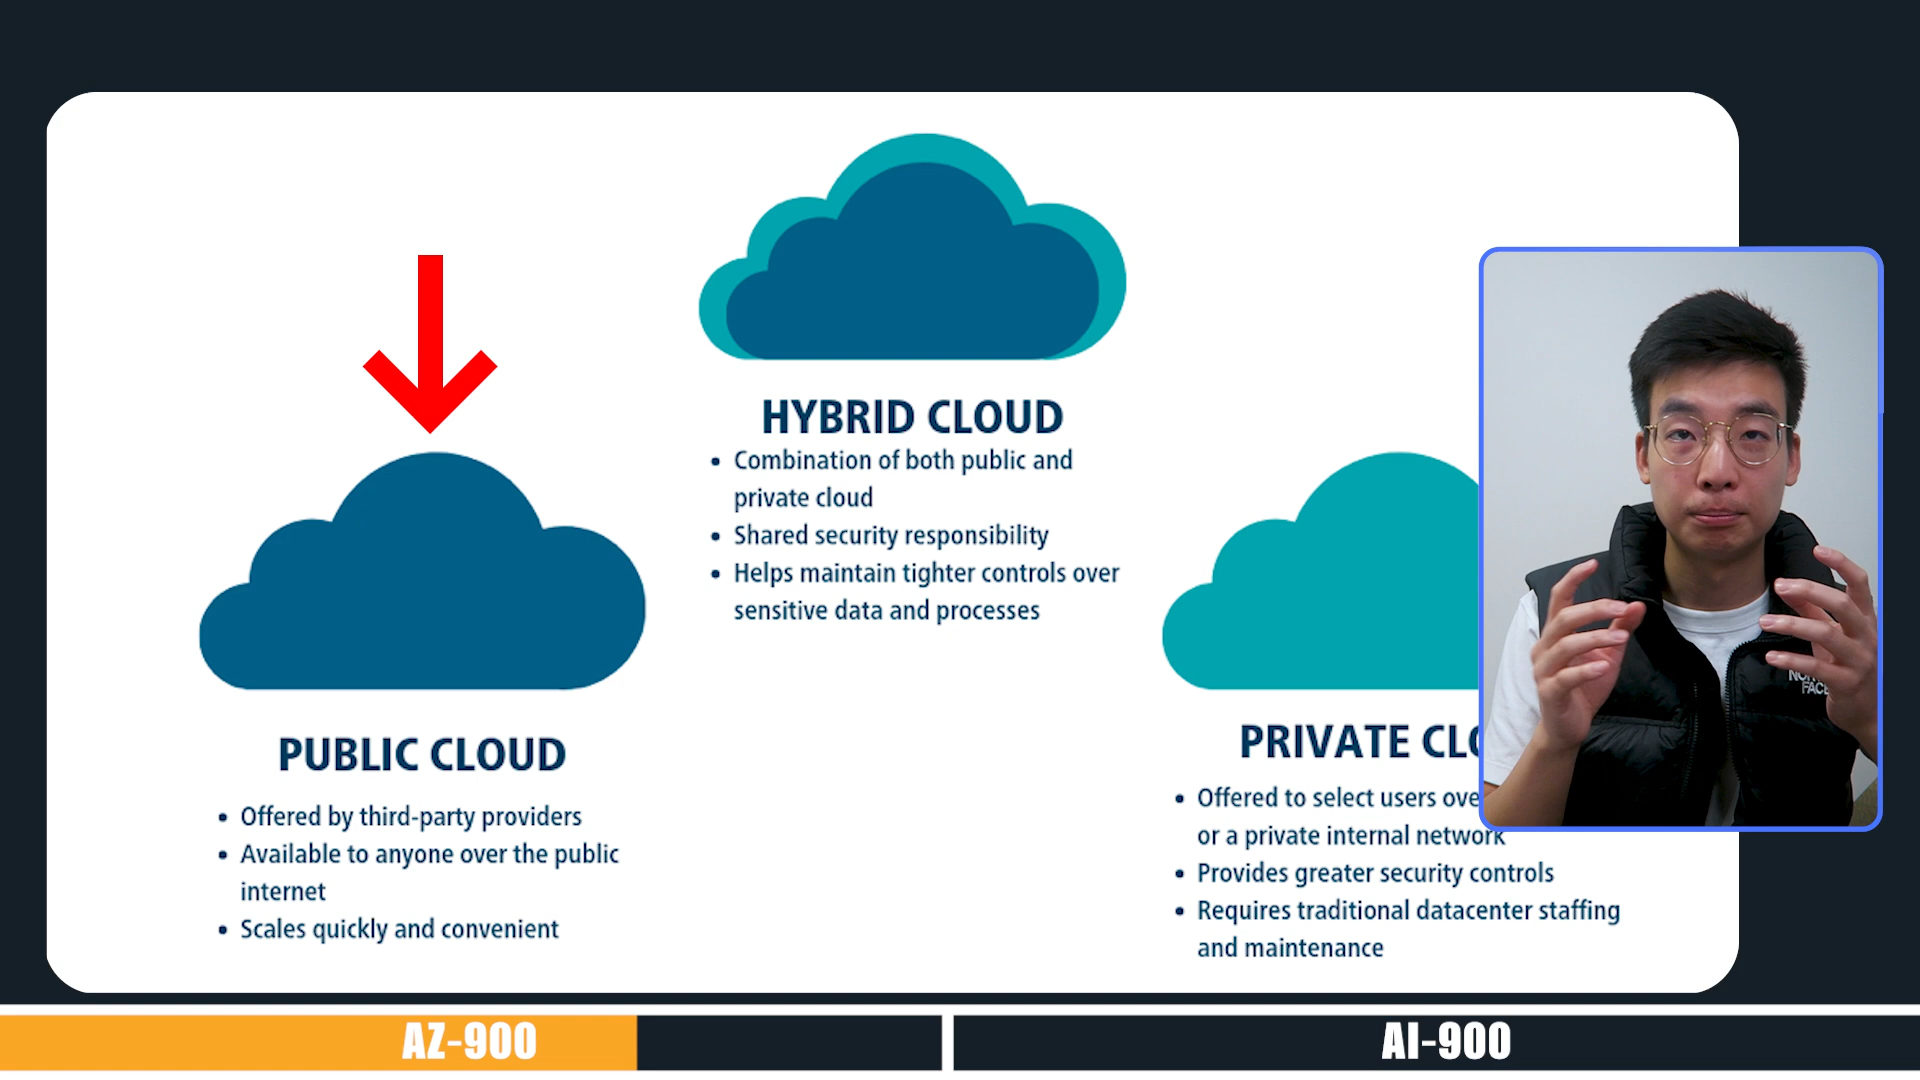 HYBRID CLOUD
• Combination of both public and
private cloud
• Shared security responsibility
• Helps maintain tighter controls over
sensitive data and processes
PUBLIC CLOUD
• Offered by third-party providers
• Available to anyone over the public
internet
• Scales quickly and convenient
PRIVATE
• Offered to select users
or a private internal network
• Provides greater security controls
• Requires traditional datacenter staffing
and maintenance
AZ-900
AI-900